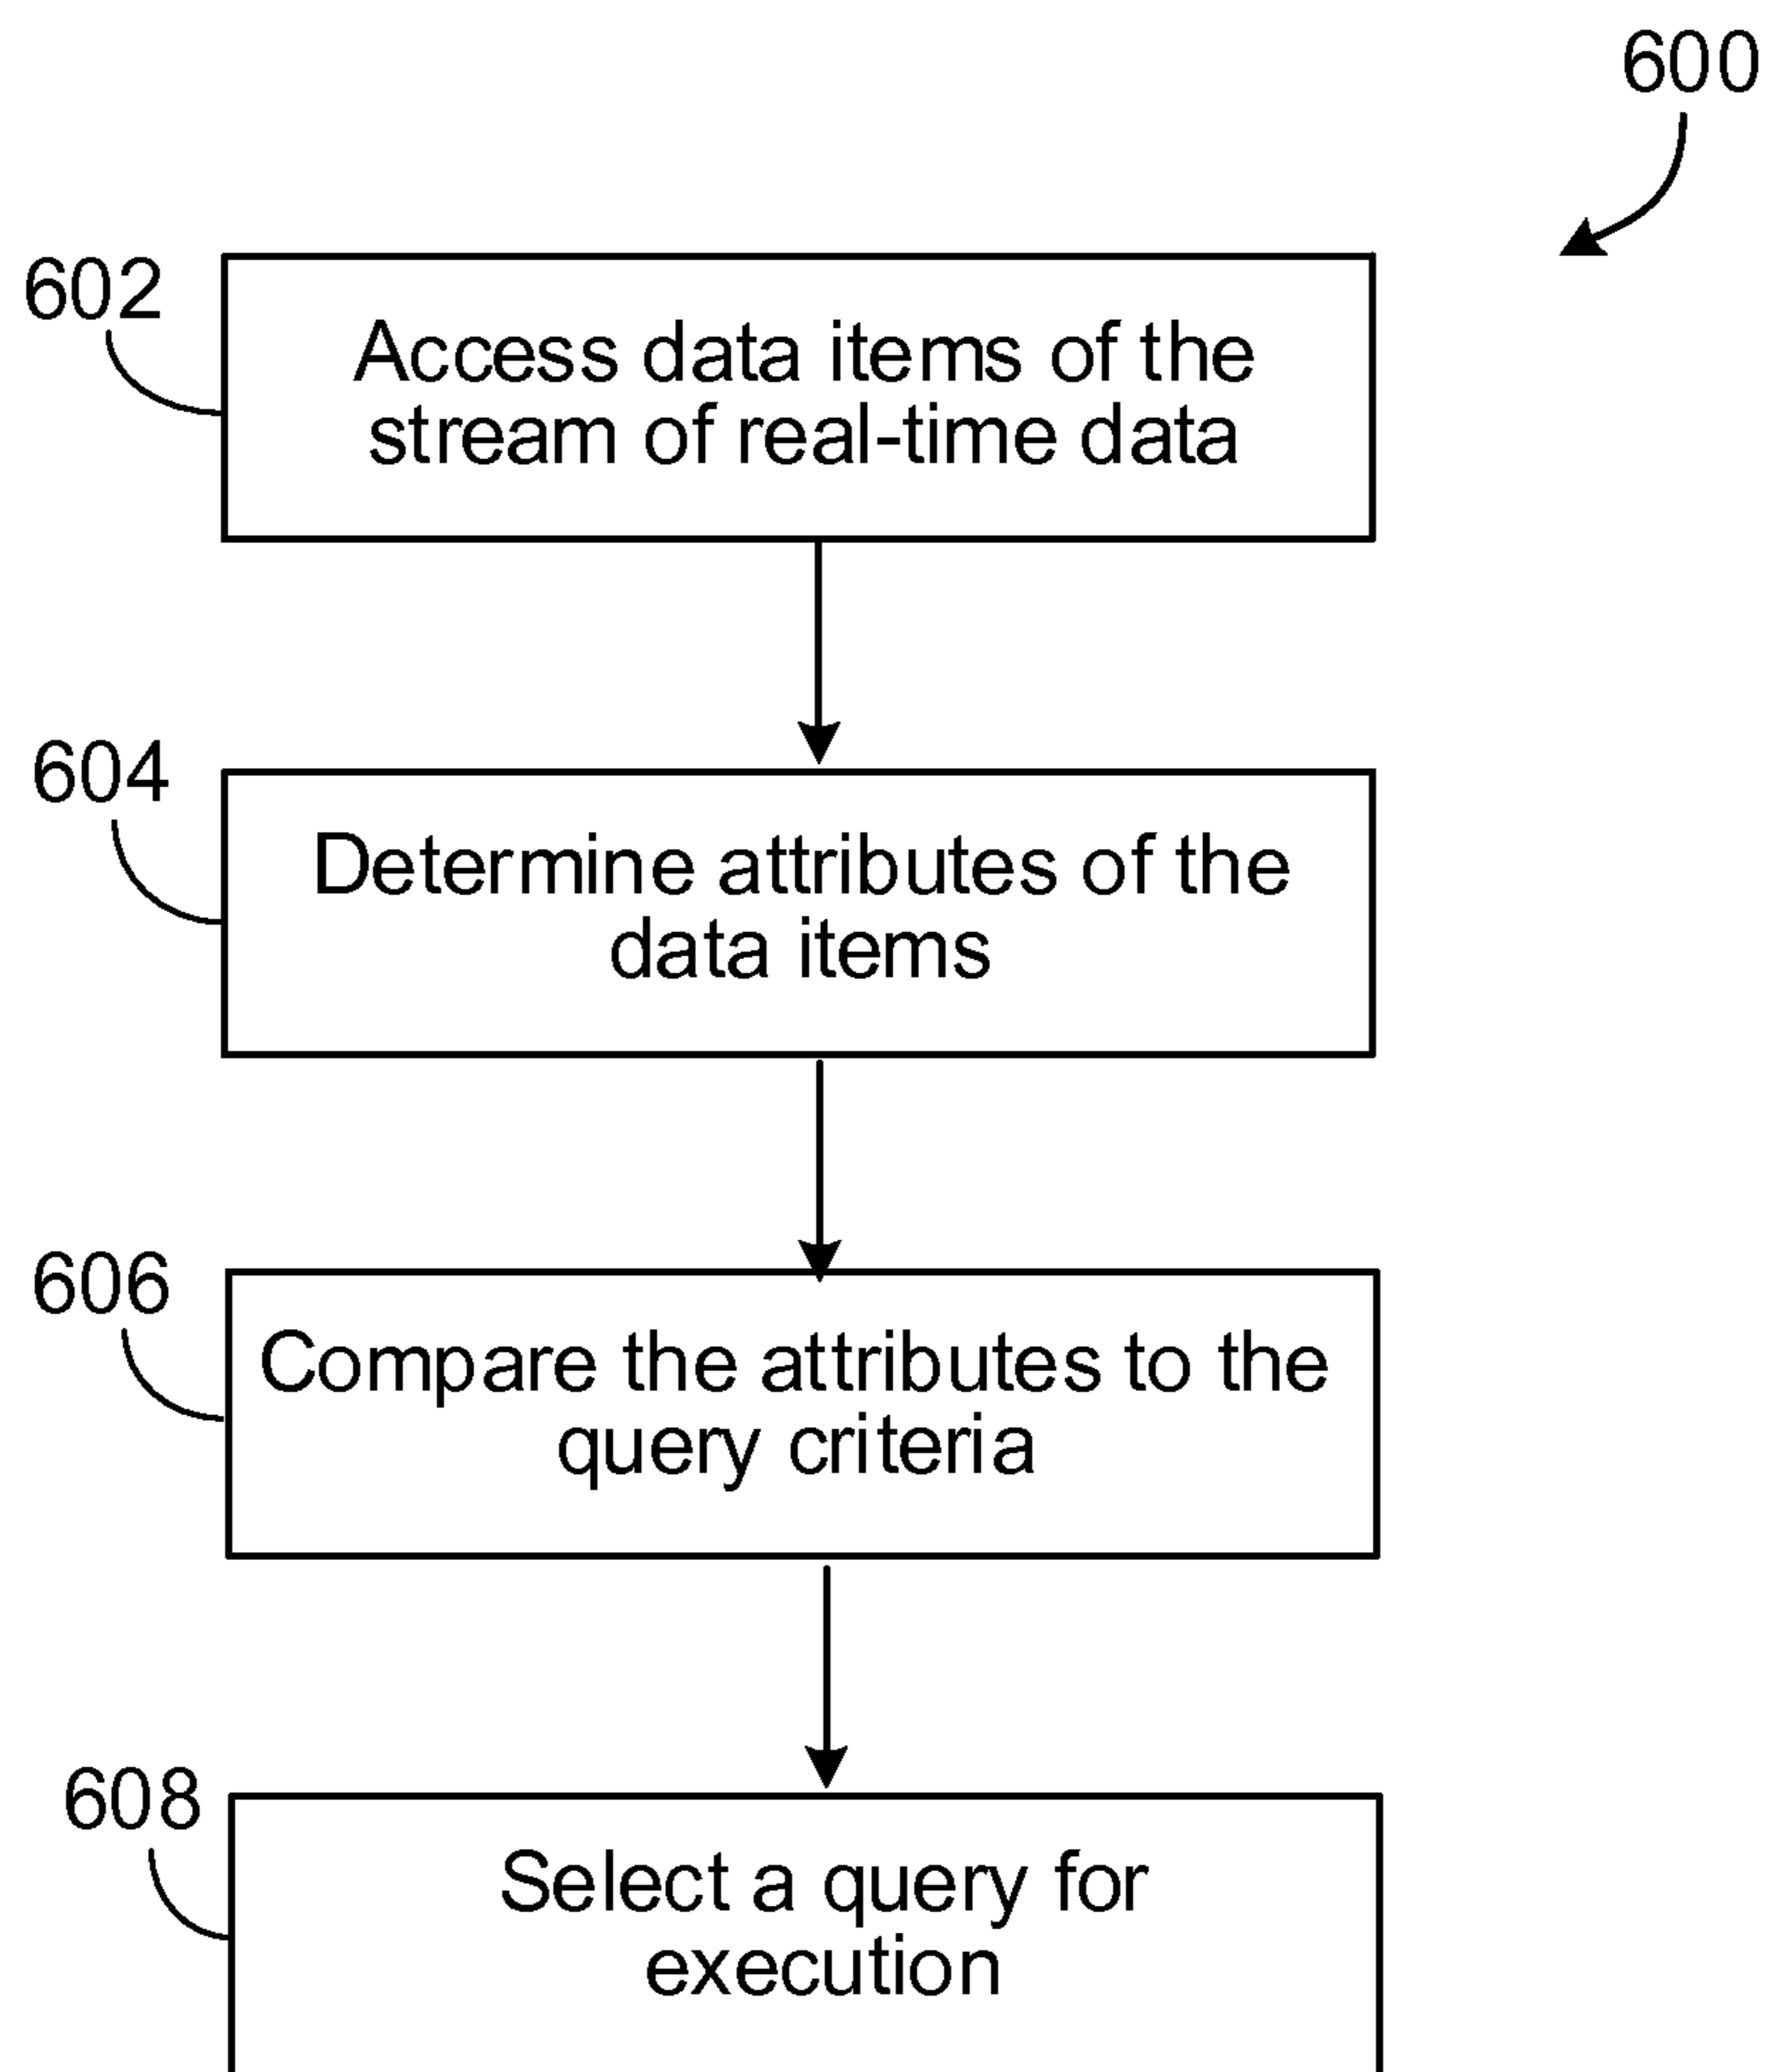 600
602
Access data items of the
stream of real-time data
604
Determine attributes of the
data items
606
Compare the attributes to the
query criteria
608
Select a query for
execution